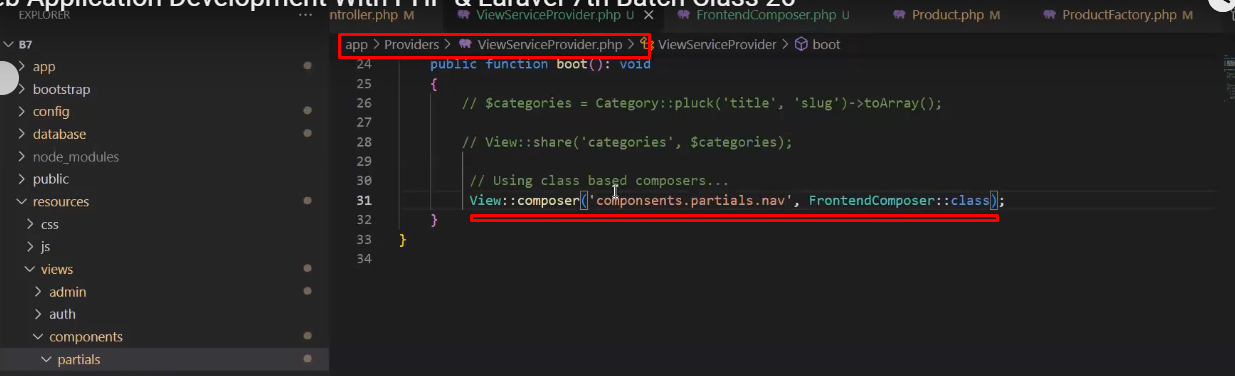 eb Application Development With PHP & Laravel 7th Batch Class 26
EXPLORER ...
ntroller.php M ViewServiceProvider.php U FrontendComposer.php U Product.php M ProductFactory.php M
B7
app > Providers > ViewServiceProvider.php > ViewServiceProvider > boot
app
bootstrap
config
database
node_modules
public
resources
css
js
views
admin
auth
components
partials
24 public function boot(): void
25 {
26 // $categories = Category::pluck('title', 'slug')->toArray();
27
28 // View::share('categories', $categories);
29
30 // Using class based composers...
31 View::composer('componsents.partials.nav', FrontendComposer::class);
32 }
33 }
34